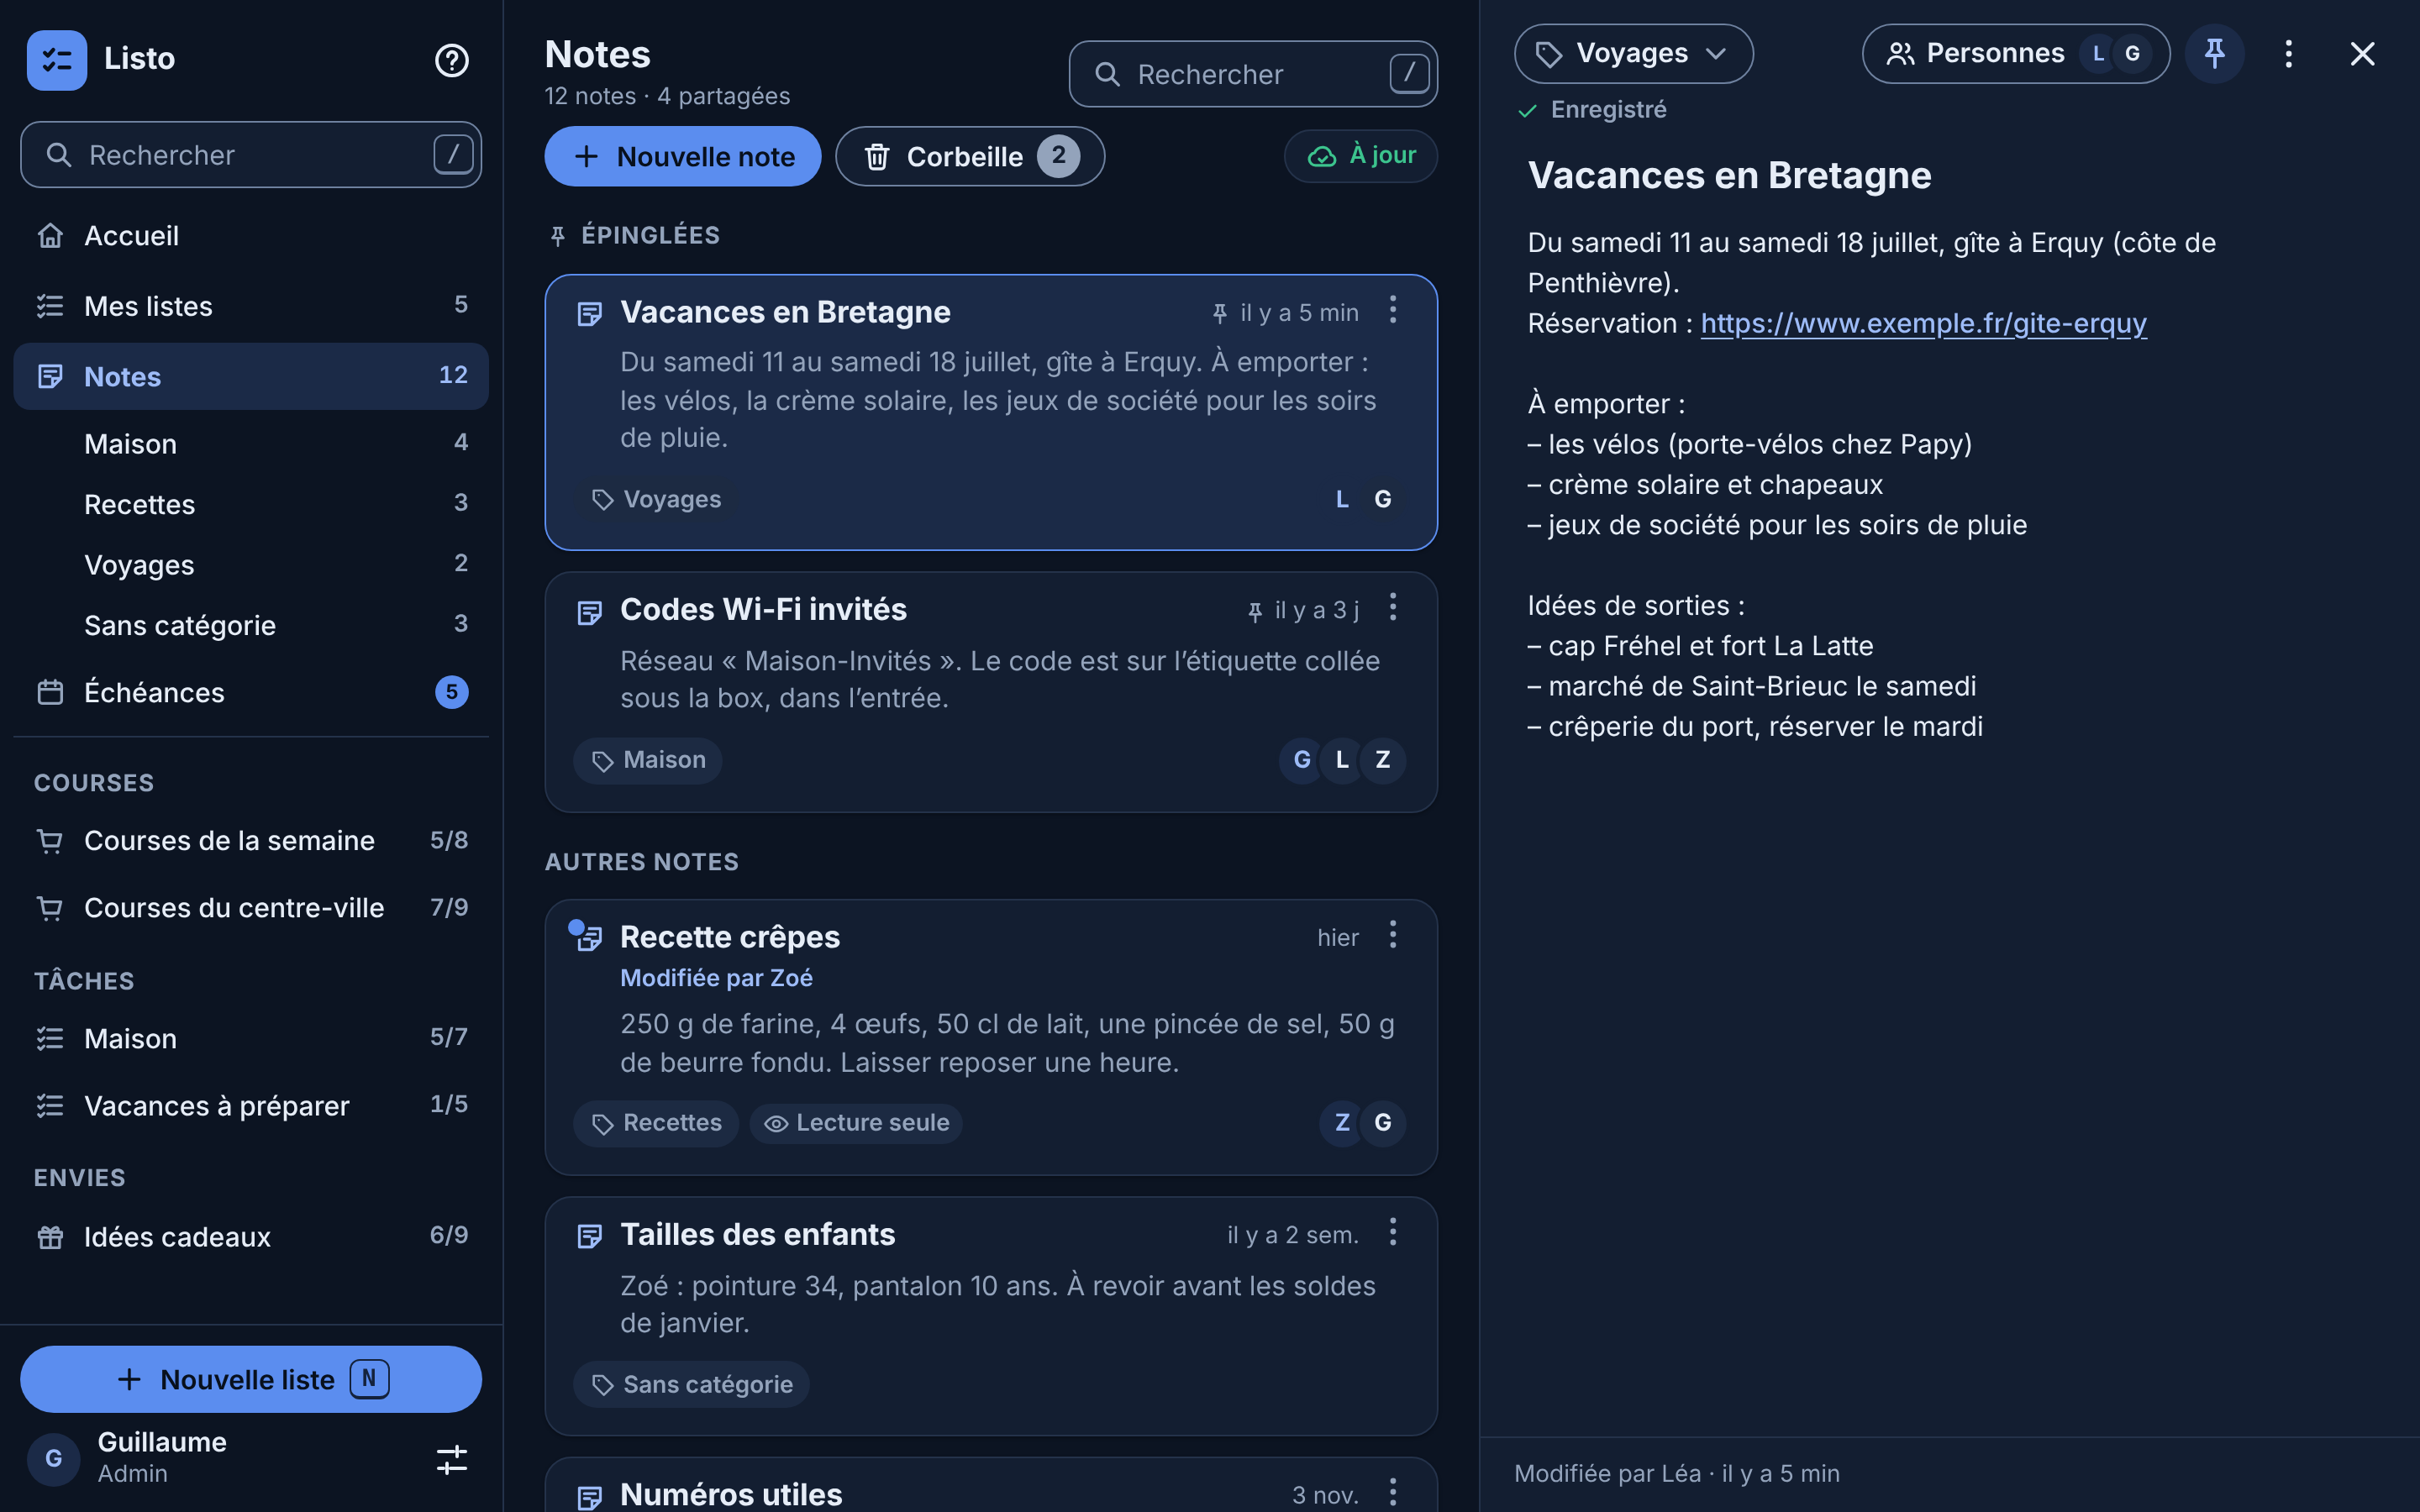 Listo
Rechercher /
Accueil
Mes listes 5
Notes 12
Maison 4
Recettes 3
Voyages 2
Sans catégorie 3
Échéances 5
COURSES
Courses de la semaine 5/8
Courses du centre-ville 7/9
TÂCHES
Maison 5/7
Vacances à préparer 1/5
ENVIES
Idées cadeaux 6/9
+ Nouvelle liste N
G Guillaume
Admin
Notes
12 notes · 4 partagées
Rechercher /
+ Nouvelle note
Corbeille 2
À jour
ÉPINGLÉES
Vacances en Bretagne il y a 5 min
Du samedi 11 au samedi 18 juillet, gîte à Erquy. À emporter :
les vélos, la crème solaire, les jeux de société pour les soirs
de pluie.
Voyages L G
Codes Wi-Fi invités il y a 3 j
Réseau « Maison-Invités ». Le code est sur l’étiquette collée
sous la box, dans l’entrée.
Maison G L Z
AUTRES NOTES
Recette crêpes hier
Modifiée par Zoé
250 g de farine, 4 œufs, 50 cl de lait, une pincée de sel, 50 g
de beurre fondu. Laisser reposer une heure.
Recettes Lecture seule Z G
Tailles des enfants il y a 2 sem.
Zoé : pointure 34, pantalon 10 ans. À revoir avant les soldes
de janvier.
Sans catégorie
Numéros utiles 3 nov.
Voyages
Personnes L G
Enregistré
Vacances en Bretagne
Du samedi 11 au samedi 18 juillet, gîte à Erquy (côte de
Penthièvre).
Réservation : https://www.exemple.fr/gite-erquy
À emporter :
– les vélos (porte-vélos chez Papy)
– crème solaire et chapeaux
– jeux de société pour les soirs de pluie
Idées de sorties :
– cap Fréhel et fort La Latte
– marché de Saint-Brieuc le samedi
– crêperie du port, réserver le mardi
Modifiée par Léa · il y a 5 min